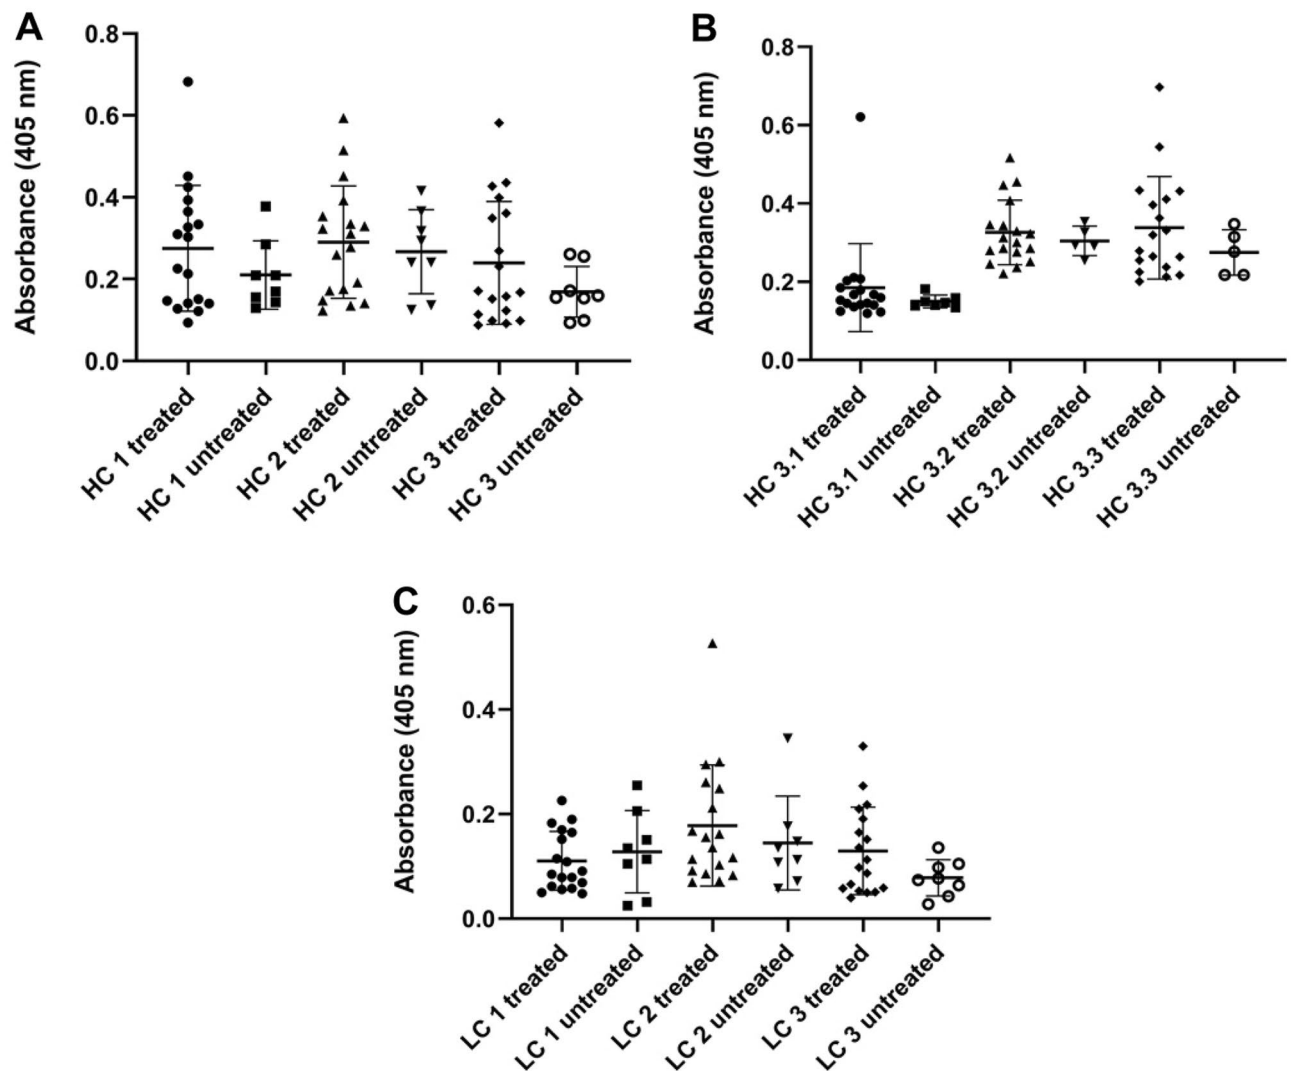 A
Absorbance (405 nm)
0.8
0.6
0.4
0.2
0.0
HC 1 treated
HC 1 untreated
HC 2 treated
HC 2 untreated
HC 3 treated
HC 3 untreated
B
Absorbance (405 nm)
0.8
0.6
0.4
0.2
0.0
HC 3.1 treated
HC 3.1 untreated
HC 3.2 treated
HC 3.2 untreated
HC 3.3 treated
HC 3.3 untreated
C
Absorbance (405 nm)
0.6
0.4
0.2
0.0
LC 1 treated
LC 1 untreated
LC 2 treated
LC 2 untreated
LC 3 treated
LC 3 untreated